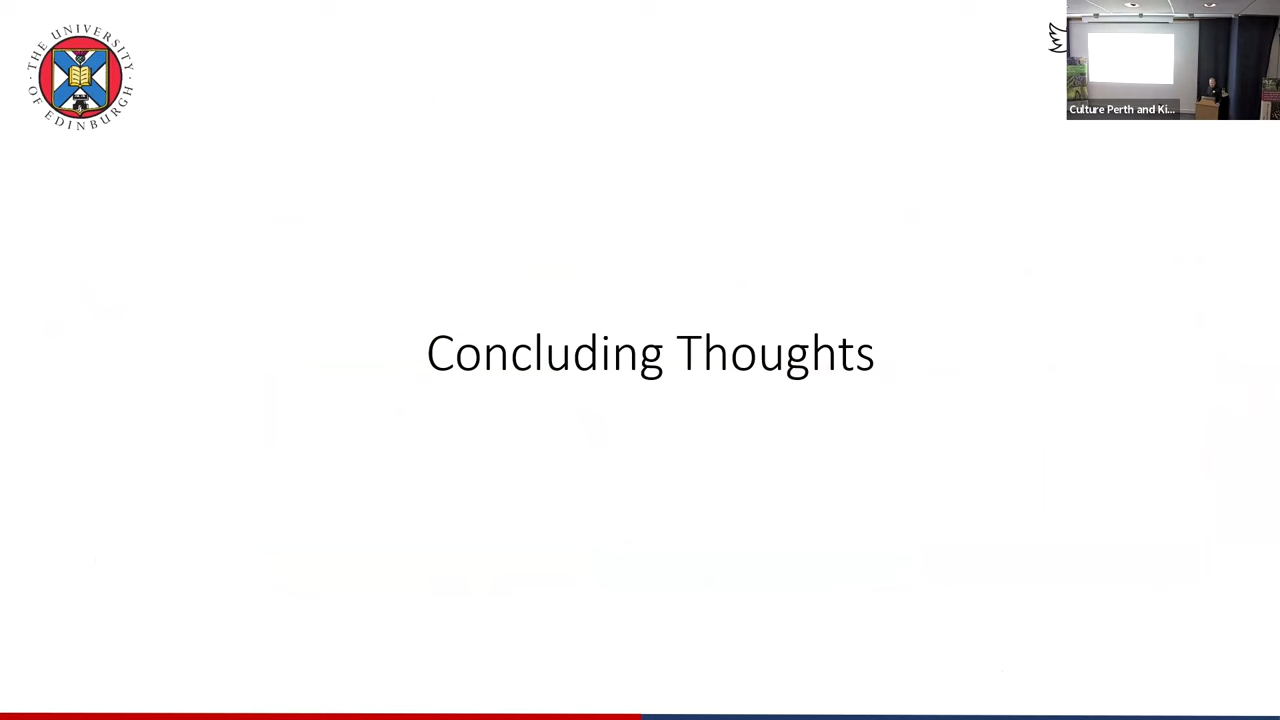 THE UNIVERSITY
OF EDINBURGH
Culture Perth and Ki...
Concluding Thoughts